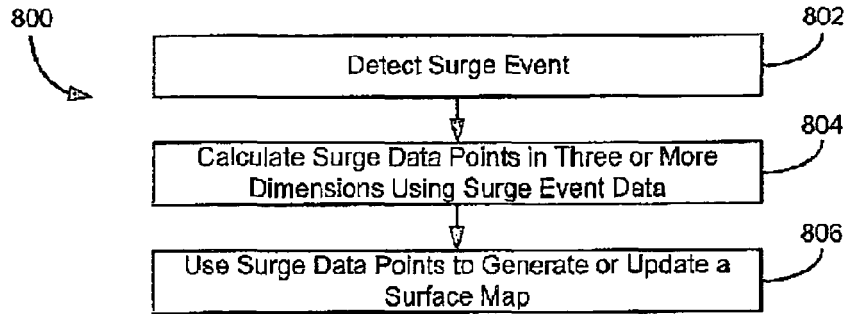 800
802
Detect Surge Event
804
Calculate Surge Data Points in Three or More
Dimensions Using Surge Event Data
806
Use Surge Data Points to Generate or Update a
Surface Map